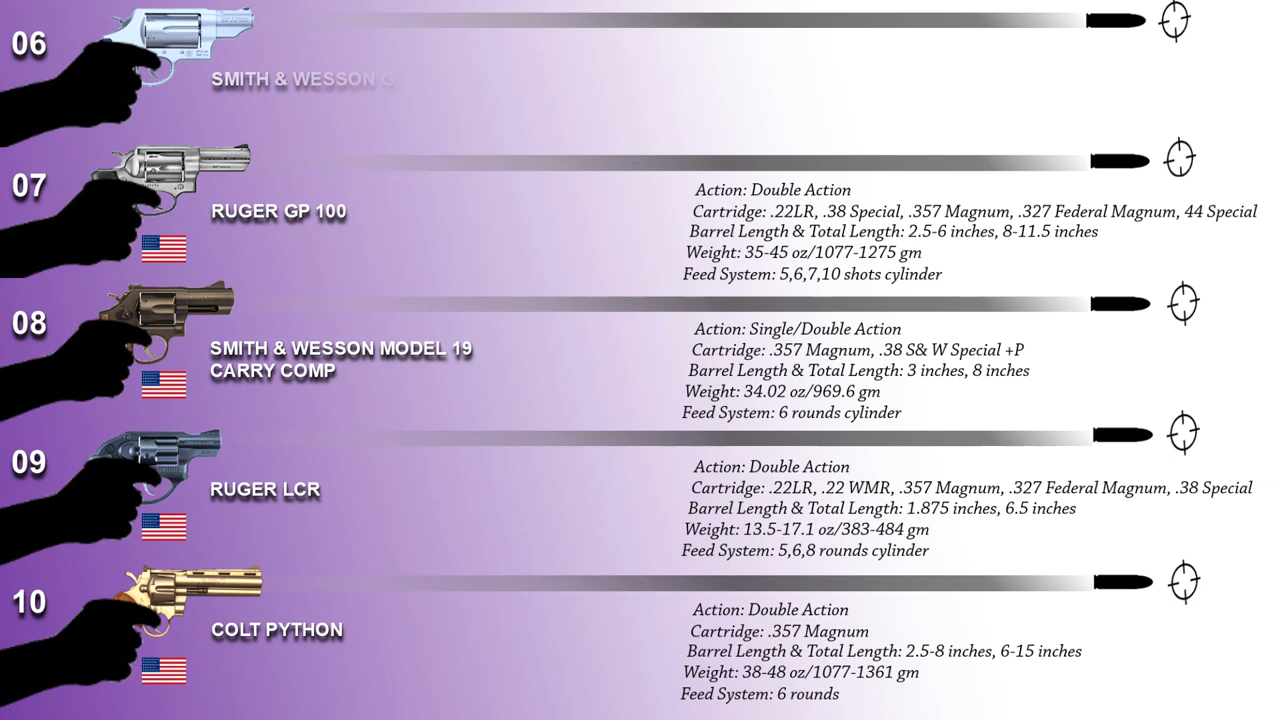 06
SMITH & WESSON G
07
RUGER GP 100
Action: Double Action
Cartridge: .22LR, .38 Special, .357 Magnum, .327 Federal Magnum, 44 Special
Barrel Length & Total Length: 2.5-6 inches, 8-11.5 inches
Weight: 35-45 oz/1077-1275 gm
Feed System: 5,6,7,10 shots cylinder
08
SMITH & WESSON MODEL 19
CARRY COMP
Action: Single/Double Action
Cartridge: .357 Magnum, .38 S& W Special +P
Barrel Length & Total Length: 3 inches, 8 inches
Weight: 34.02 oz/969.6 gm
Feed System: 6 rounds cylinder
09
RUGER LCR
Action: Double Action
Cartridge: .22LR, .22 WMR, .357 Magnum, .327 Federal Magnum, .38 Special
Barrel Length & Total Length: 1.875 inches, 6.5 inches
Weight: 13.5-17.1 oz/383-484 gm
Feed System: 5,6,8 rounds cylinder
10
COLT PYTHON
Action: Double Action
Cartridge: .357 Magnum
Barrel Length & Total Length: 2.5-8 inches, 6-15 inches
Weight: 38-48 oz/1077-1361 gm
Feed System: 6 rounds